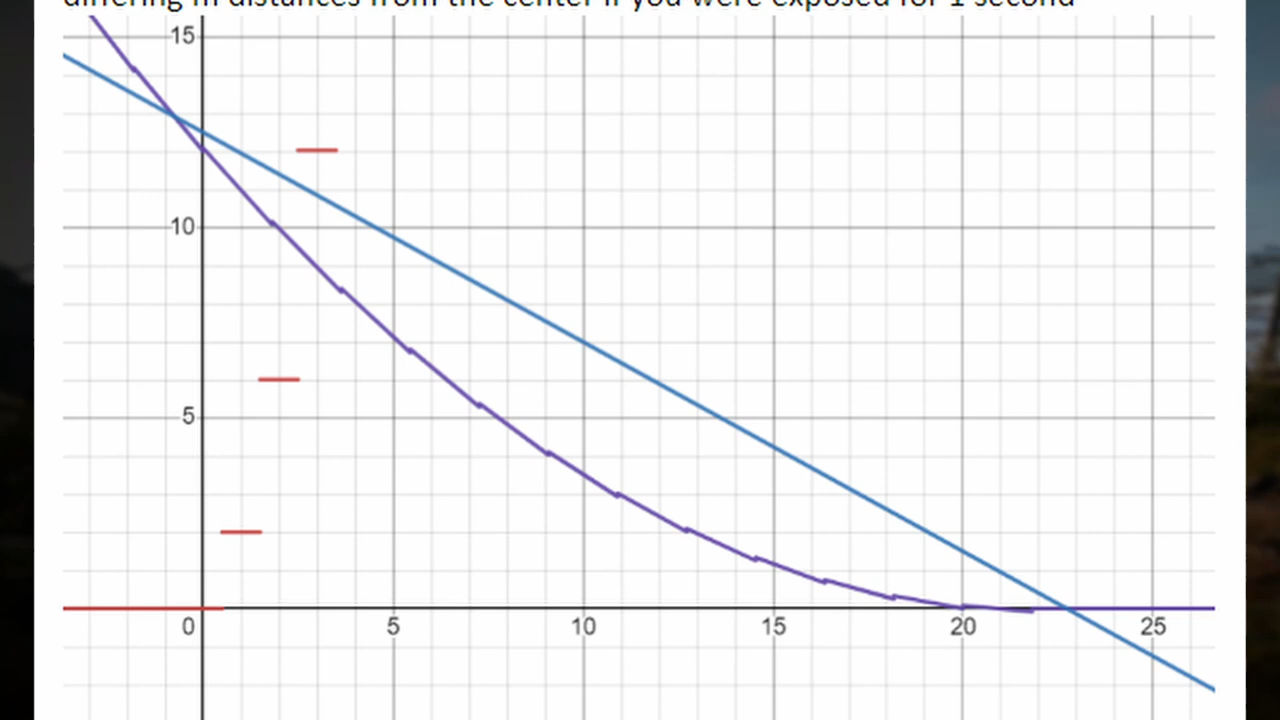 differing in distances from the center if you were exposed for 1 second
15
10
5
0 5 10 15 20 25